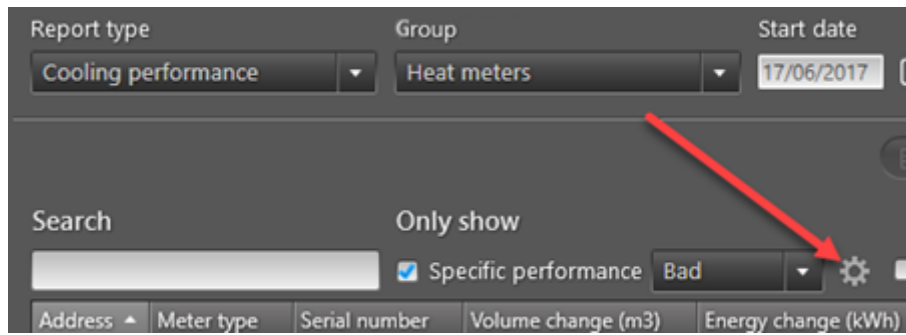 Report type Group Start date
Cooling performance Heat meters 17/06/2017
Search Only show
Specific performance Bad
Address Meter type Serial number Volume change (m3) Energy change (kWh)